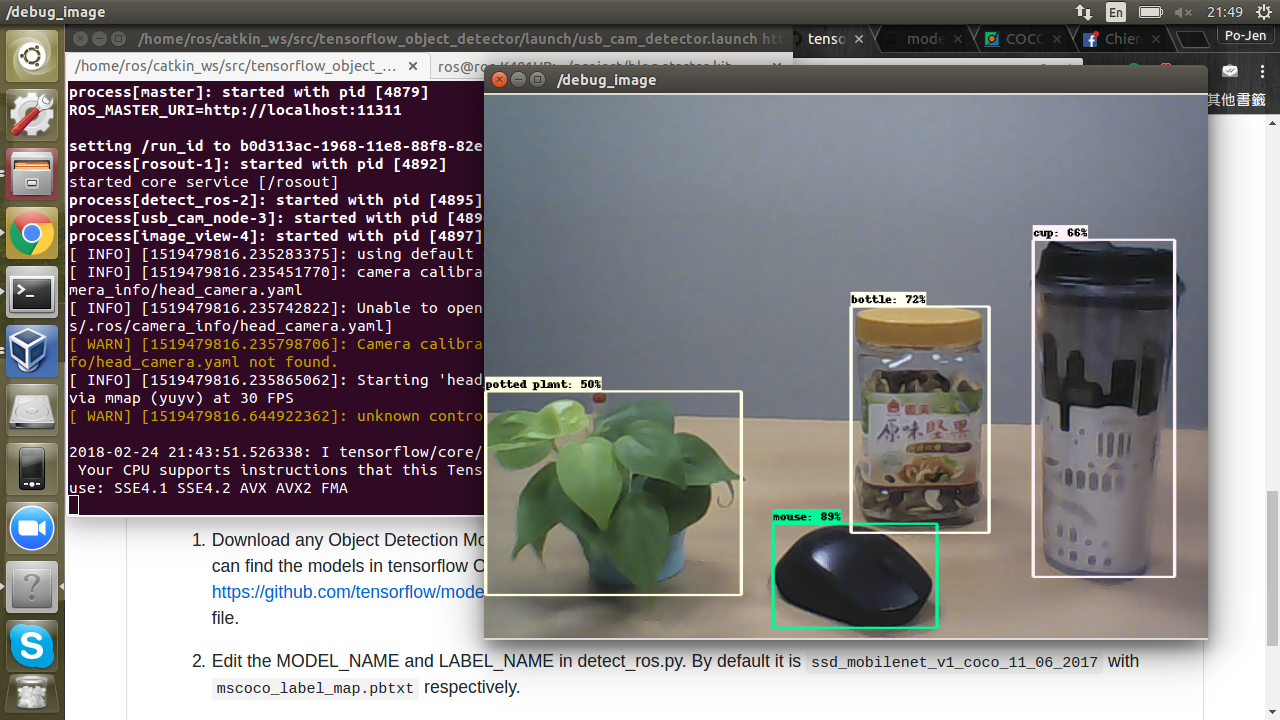 /debug_image
En
21:49
/home/ros/catkin_ws/src/tensorflow_object_detector/launch/usb_cam_detector.launch htt
tenso
mode
COCC
Chien
Po-Jen
/home/ros/catkin_ws/src/tensorflow_object_...
其他書籤
/debug_image
process[master]: started with pid [4879]
ROS_MASTER_URI=http://localhost:11311
setting /run_id to b0d313ac-1968-11e8-88f8-82e
process[rosout-1]: started with pid [4892]
started core service [/rosout]
process[detect_ros-2]: started with pid [4895]
process[usb_cam_node-3]: started with pid [489
process[image_view-4]: started with pid [4897]
[ INFO] [1519479816.235283375]: using default
[ INFO] [1519479816.235451770]: camera calibra
mera_info/head_camera.yaml
[ INFO] [1519479816.235742822]: Unable to open
s/.ros/camera_info/head_camera.yaml]
[ WARN] [1519479816.235798706]: Camera calibra
fo/head_camera.yaml not found.
[ INFO] [1519479816.235865062]: Starting 'head
via mmap (yuyv) at 30 FPS
[ WARN] [1519479816.644922362]: unknown contro
2018-02-24 21:43:51.526338: I tensorflow/core/
Your CPU supports instructions that this Tens
use: SSE4.1 SSE4.2 AVX AVX2 FMA
cup: 66%
bottle: 72%
potted plant: 50%
原味堅果
mouse: 89%
1. Download any Object Detection Mo
can find the models in tensorflow O
https://github.com/tensorflow/mode
file.
2. Edit the MODEL_NAME and LABEL_NAME in detect_ros.py. By default it is ssd_mobilenet_v1_coco_11_06_2017 with
mscoco_label_map.pbtxt respectively.